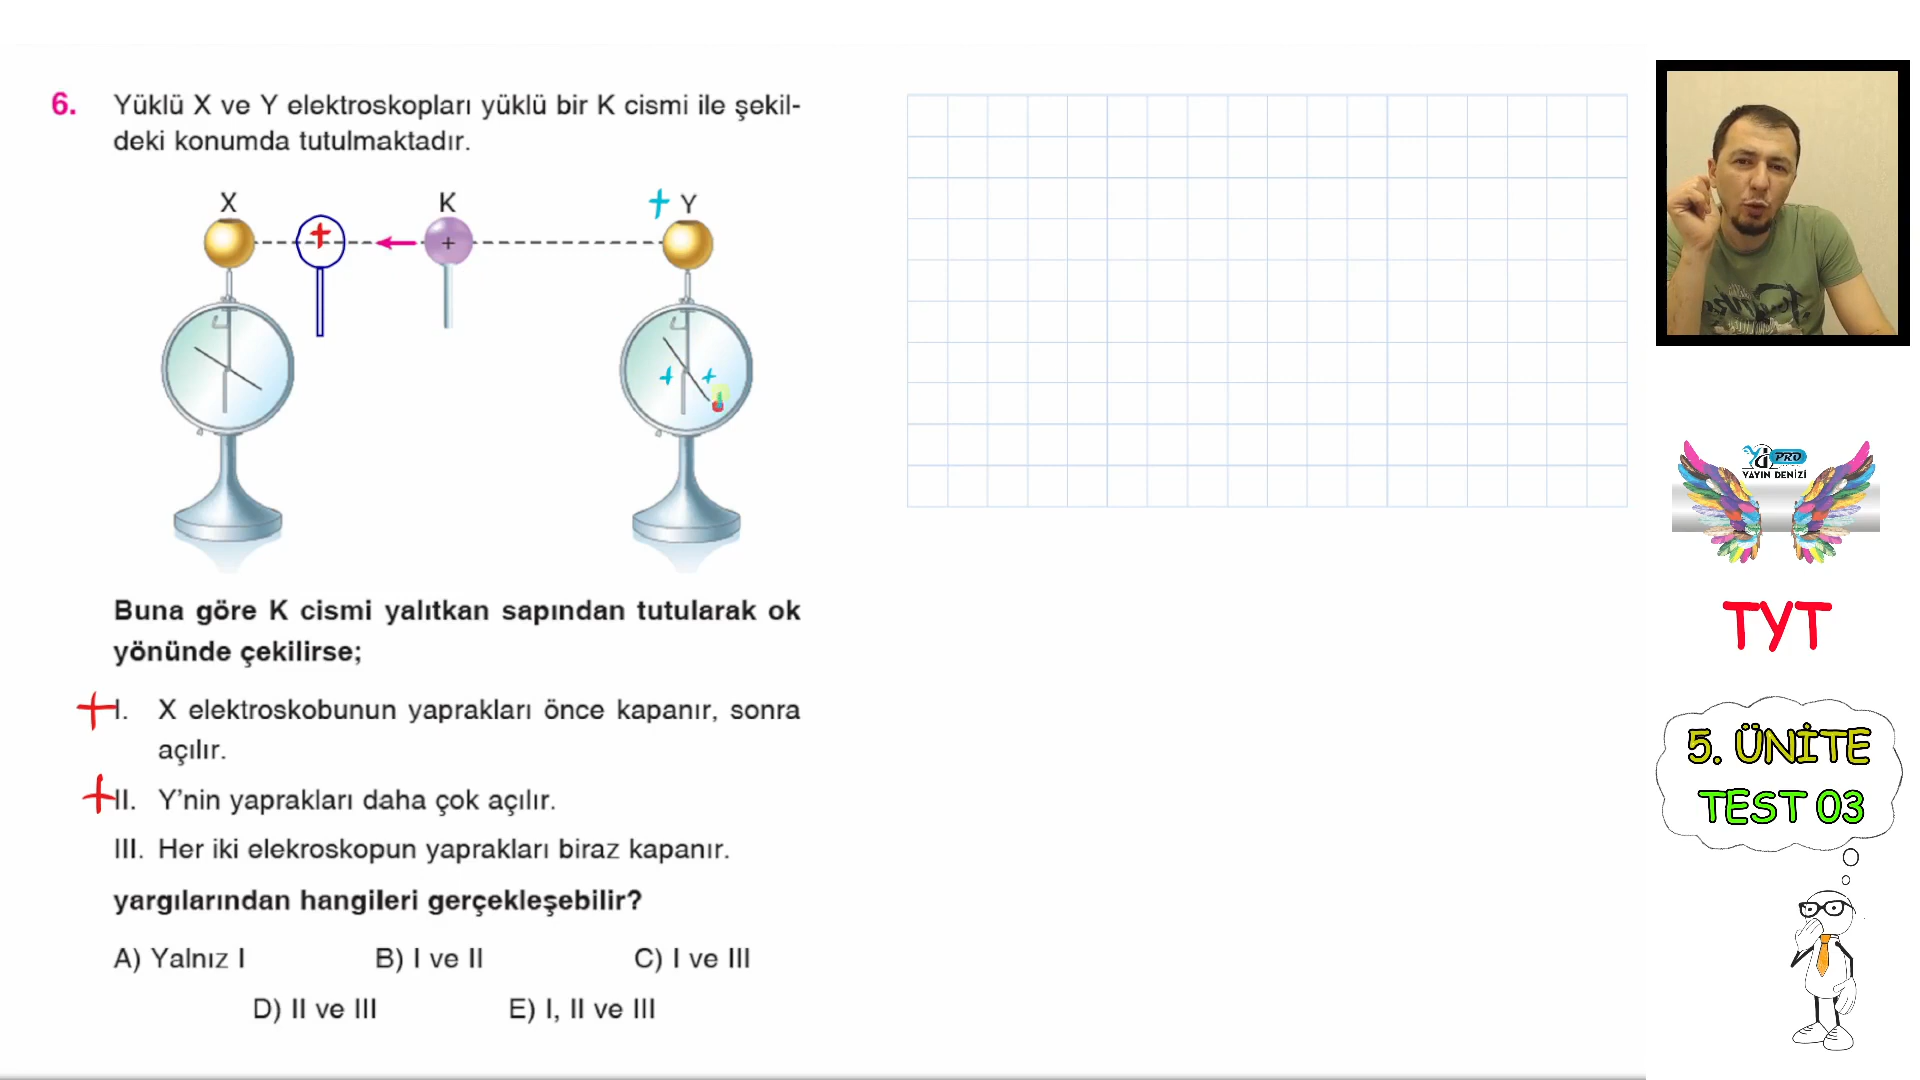 6. Yüklü X ve Y elektroskopları yüklü bir K cismi ile şekil-
deki konumda tutulmaktadır.
X
K
+ Y
+
+
+ +
Buna göre K cismi yalıtkan sapından tutularak ok
yönünde çekilirse;
+ I. X elektroskobunun yaprakları önce kapanır, sonra
açılır.
+ II. Y'nin yaprakları daha çok açılır.
III. Her iki elekroskopun yaprakları biraz kapanır.
yargılarından hangileri gerçekleşebilir?
A) Yalnız I B) I ve II C) I ve III
D) II ve III E) I, II ve III
PRO
YAYIN DENİZİ
TYT
5. ÜNİTE
TEST 03